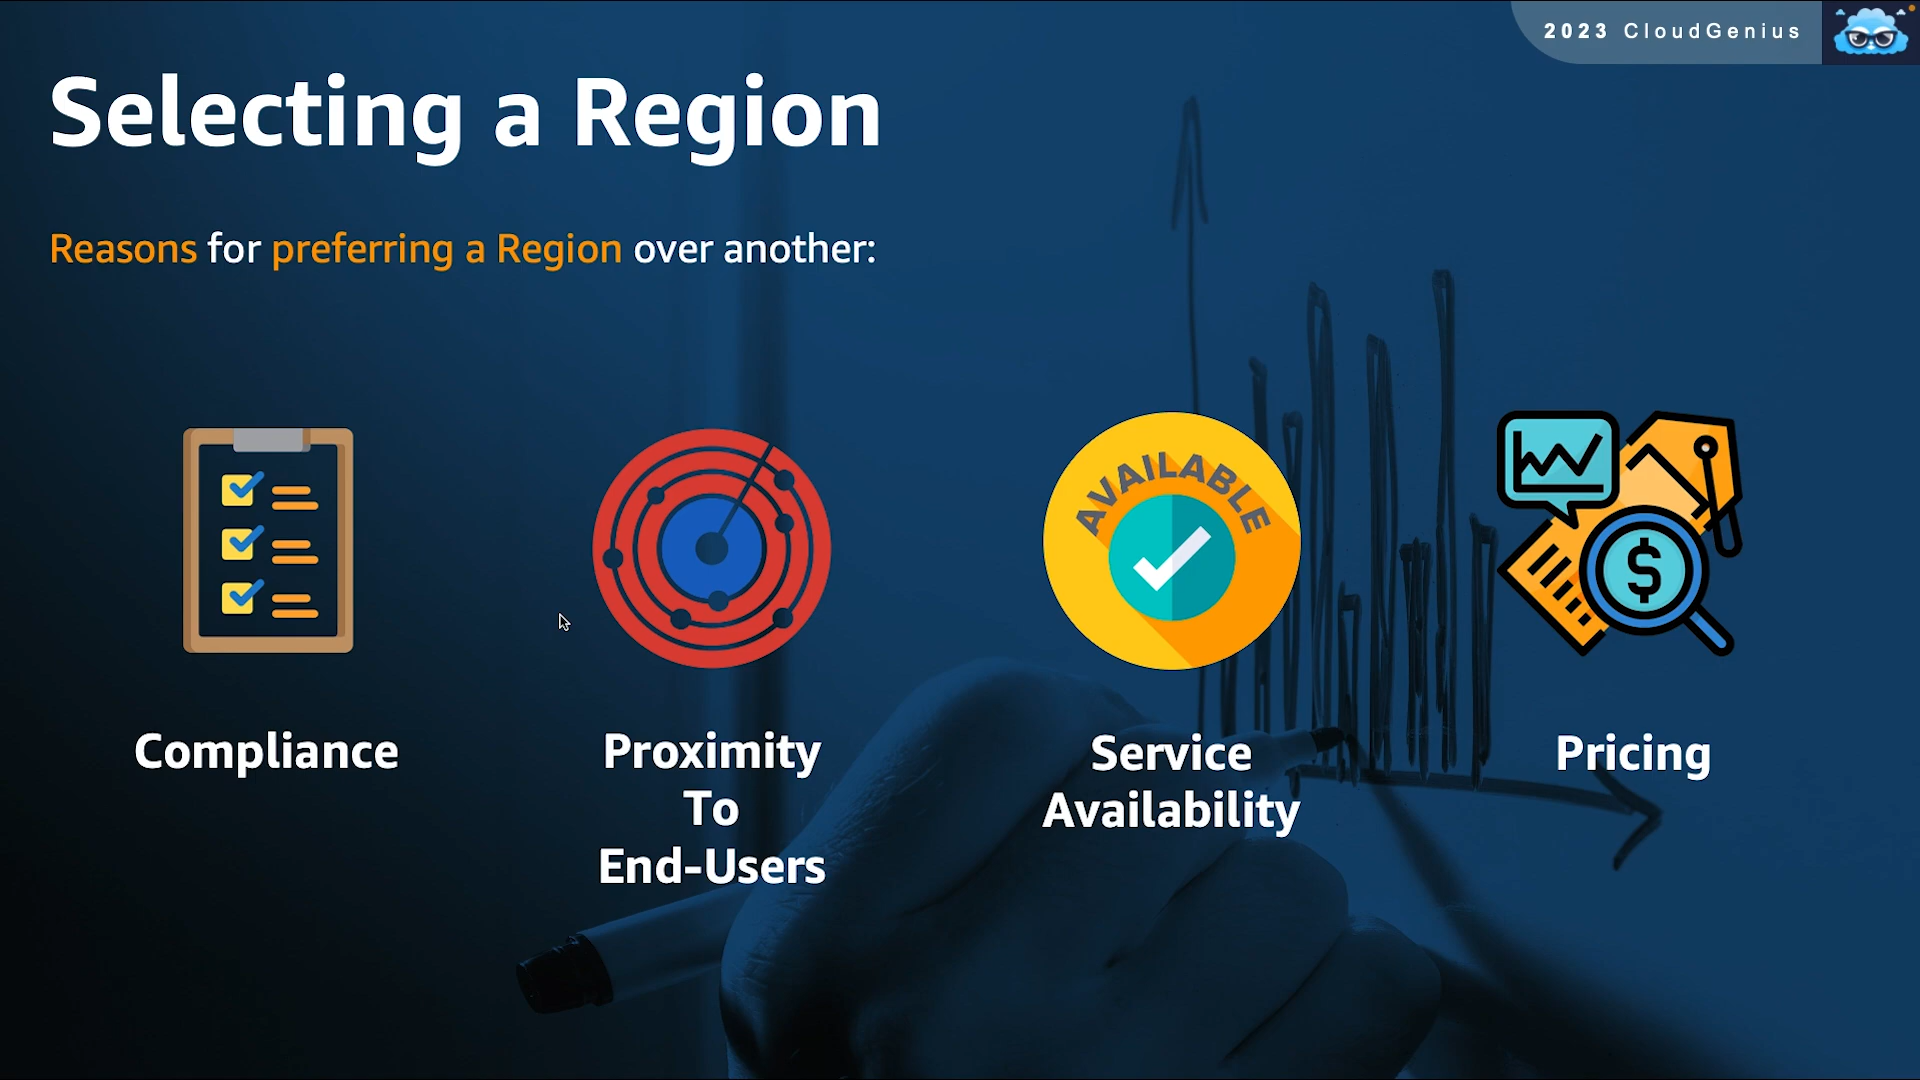 2023 CloudGenius
Selecting a Region
Reasons for preferring a Region over another:
AVAILABLE
$
Compliance
Proximity
To
End-Users
Service
Availability
Pricing